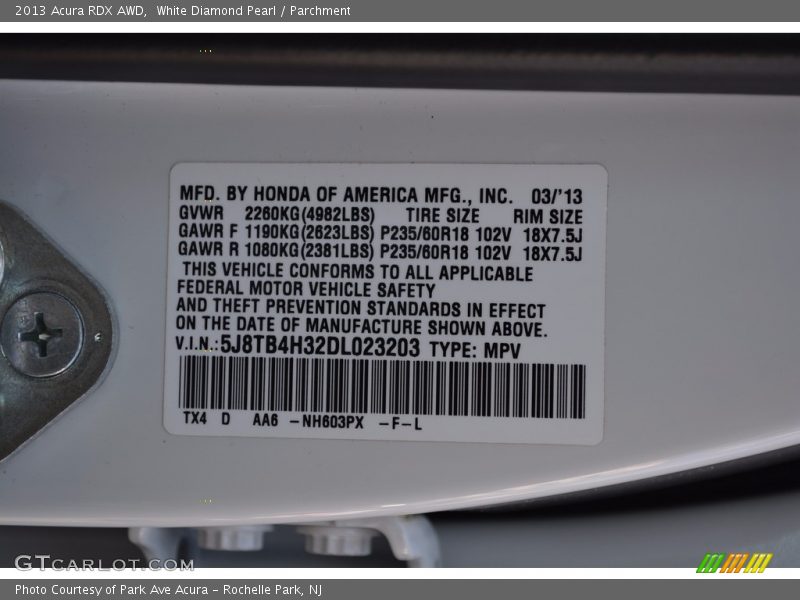 2013 Acura RDX AWD,  White Diamond Pearl / Parchment
MFD. BY HONDA OF AMERICA MFG., INC. 03/'13
GVWR 2260KG(4982LBS) TIRE SIZE RIM SIZE
GAWR F 1190KG(2623LBS) P235/60R18 102V 18X7.5J
GAWR R 1080KG(2381LBS) P235/60R18 102V 18X7.5J
THIS VEHICLE CONFORMS TO ALL APPLICABLE
FEDERAL MOTOR VEHICLE SAFETY
AND THEFT PREVENTION STANDARDS IN EFFECT
ON THE DATE OF MANUFACTURE SHOWN ABOVE.
V.I.N.:5J8TB4H32DL023203 TYPE: MPV
TX4 D AA6 -NH603PX -F-L
GTCARLOT.COM
Photo Courtesy of Park Ave Acura - Rochelle Park, NJ